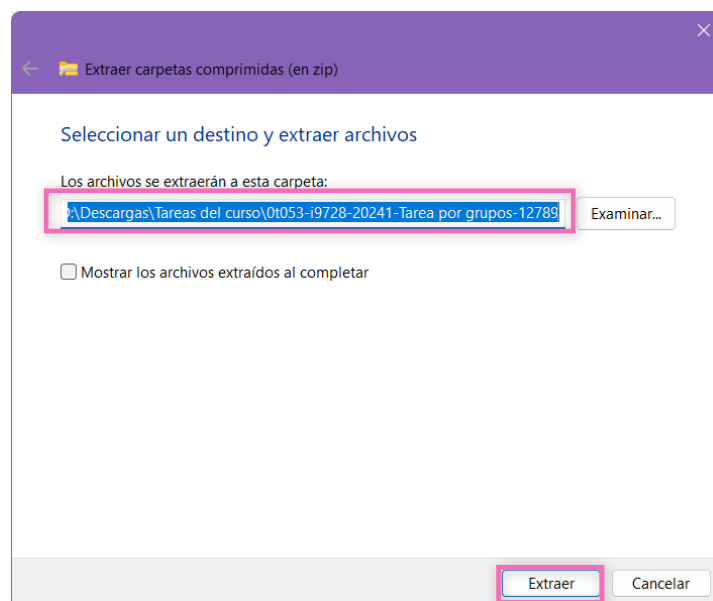 Extraer carpetas comprimidas (en zip)
Seleccionar un destino y extraer archivos
Los archivos se extraerán a esta carpeta:
:\Descargas\Tareas del curso\0t053-i9728-20241-Tarea por grupos-12789
Examinar...
Mostrar los archivos extraídos al completar
Extraer
Cancelar